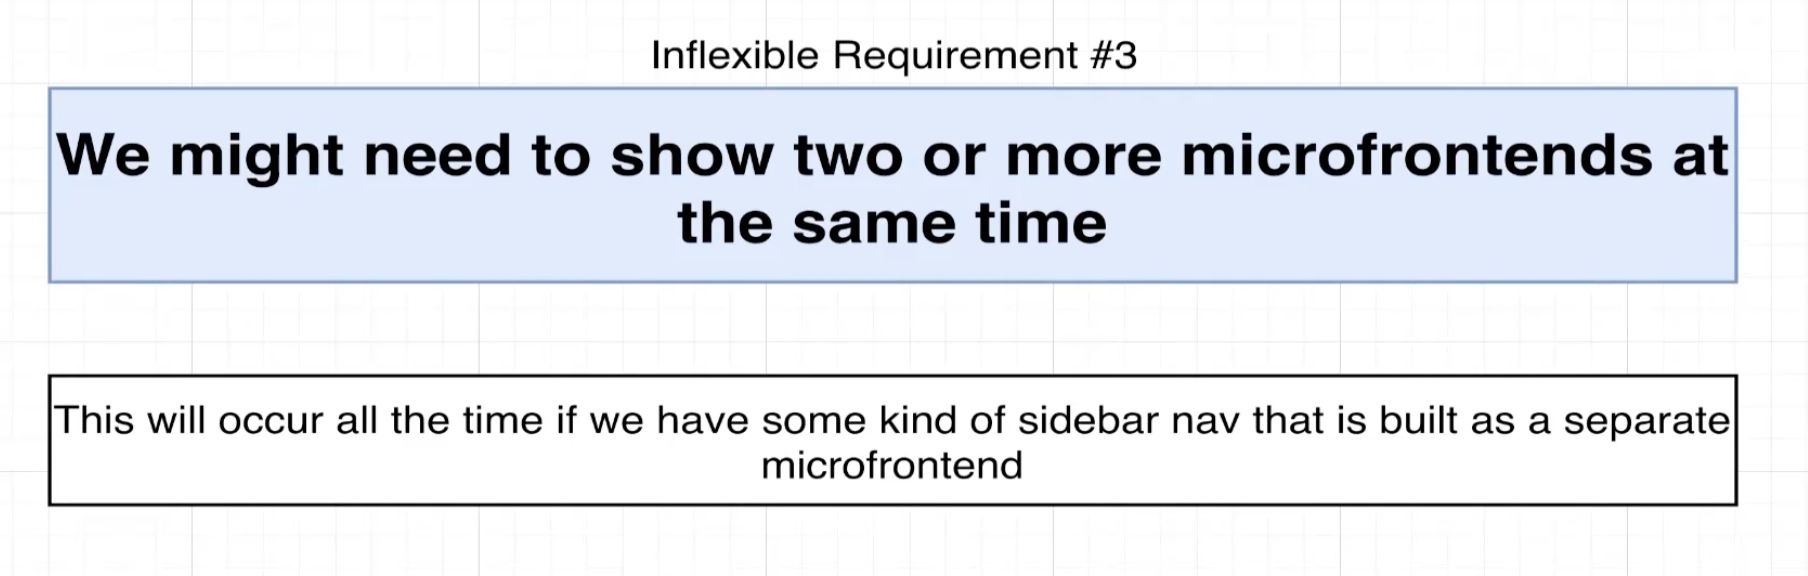 Inflexible Requirement #3
We might need to show two or more microfrontends at
the same time
This will occur all the time if we have some kind of sidebar nav that is built as a separate
microfrontend